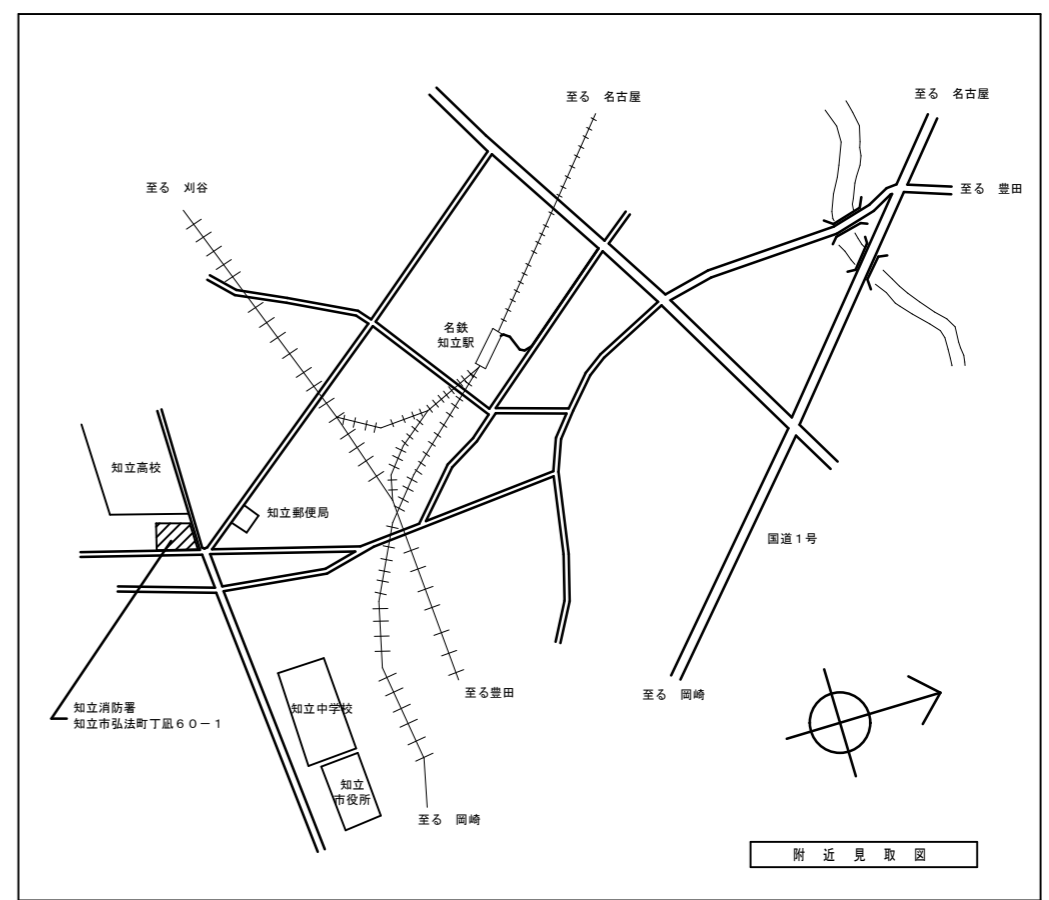 至る 名古屋
至る 名古屋
至る 刈谷
至る 豊田
名鉄
知立駅
知立高校
知立郵便局
国道1号
至る豊田
至る 岡崎
知立消防署
知立市弘法町丁凪60-1
知立中学校
知立
市役所
至る 岡崎
附近見取図